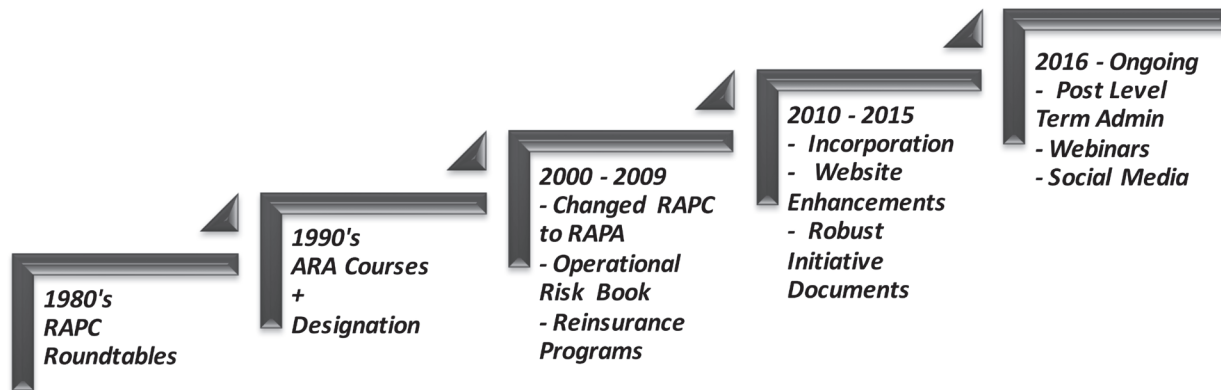 1980's
RAPC
Roundtables
1990's
ARA Courses
+
Designation
2000 - 2009
- Changed RAPC
to RAPA
- Operational
Risk Book
- Reinsurance
Programs
2010 - 2015
- Incorporation
- Website
Enhancements
- Robust
Initiative
Documents
2016 - Ongoing
- Post Level
Term Admin
- Webinars
- Social Media